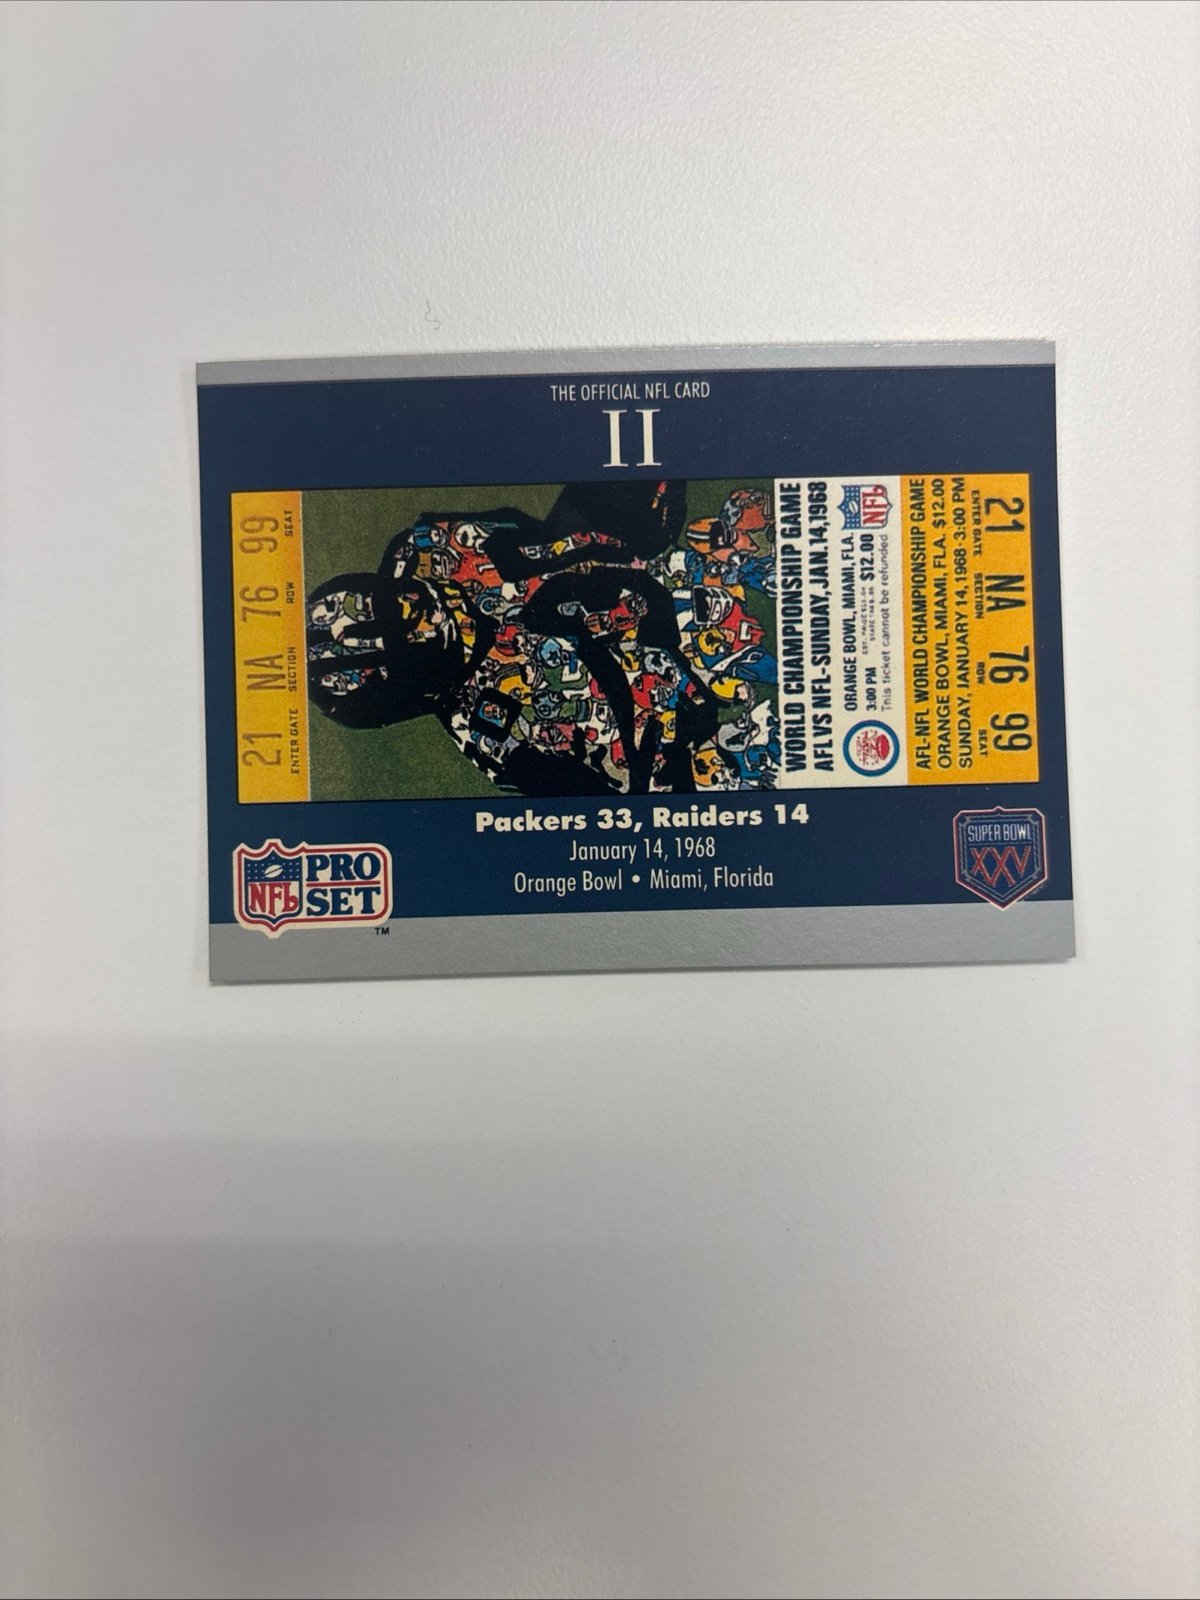 THE OFFICIAL NFL CARD
II
21 NA 76 99
ENTER GATE SECTION ROW SEAT
WORLD CHAMPIONSHIP GAME
AFL VS NFL-SUNDAY, JAN.14,1968
ORANGE BOWL, MIAMI, FLA.
3:00 PM $12.00
This ticket cannot be refunded
NFL
AFL-NFL WORLD CHAMPIONSHIP GAME
ORANGE BOWL, MIAMI, FLA. $12.00
SUNDAY, JANUARY 14, 1968 · 3:00 PM
ENTER GATE SECTION ROW SEAT
21 NA 76 99
Packers 33, Raiders 14
January 14, 1968
Orange Bowl • Miami, Florida
NFL PRO SET TM
SUPER BOWL
XXV